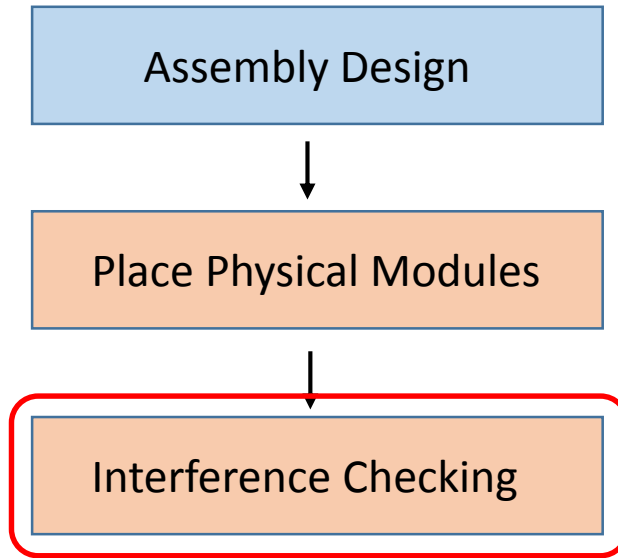 Assembly Design
Place Physical Modules
Interference Checking